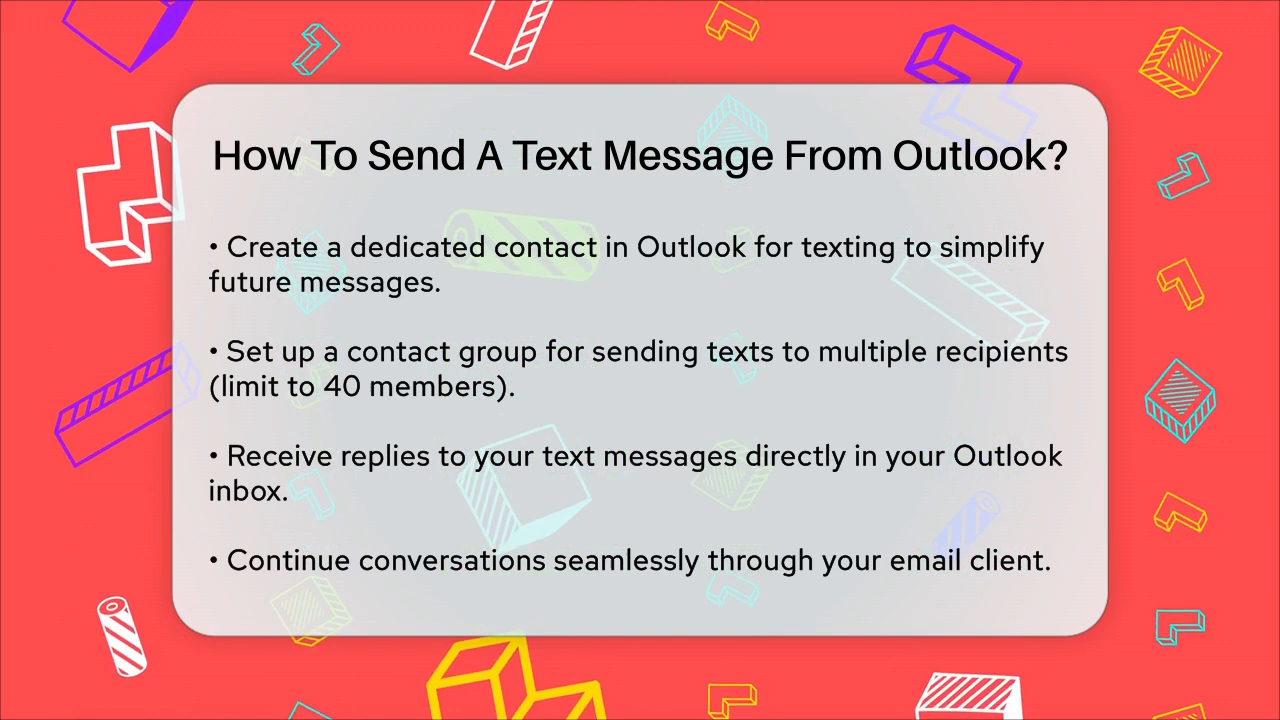 How To Send A Text Message From Outlook?
• Create a dedicated contact in Outlook for texting to simplify
future messages.
• Set up a contact group for sending texts to multiple recipients
(limit to 40 members).
• Receive replies to your text messages directly in your Outlook
inbox.
• Continue conversations seamlessly through your email client.